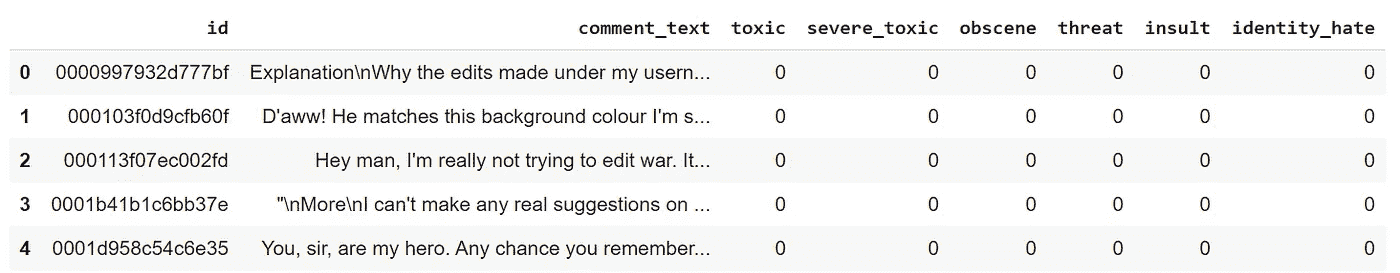 id comment_text toxic severe_toxic obscene threat insult identity_hate
0 0000997932d777bf Explanation\nWhy the edits made under my usern... 0 0 0 0 0 0
1 000103f0d9cfb60f D'aww! He matches this background colour I'm s... 0 0 0 0 0 0
2 000113f07ec002fd Hey man, I'm really not trying to edit war. It... 0 0 0 0 0 0
3 0001b41b1c6bb37e "\nMore\nI can't make any real suggestions on ... 0 0 0 0 0 0
4 0001d958c54c6e35 You, sir, are my hero. Any chance you remember... 0 0 0 0 0 0